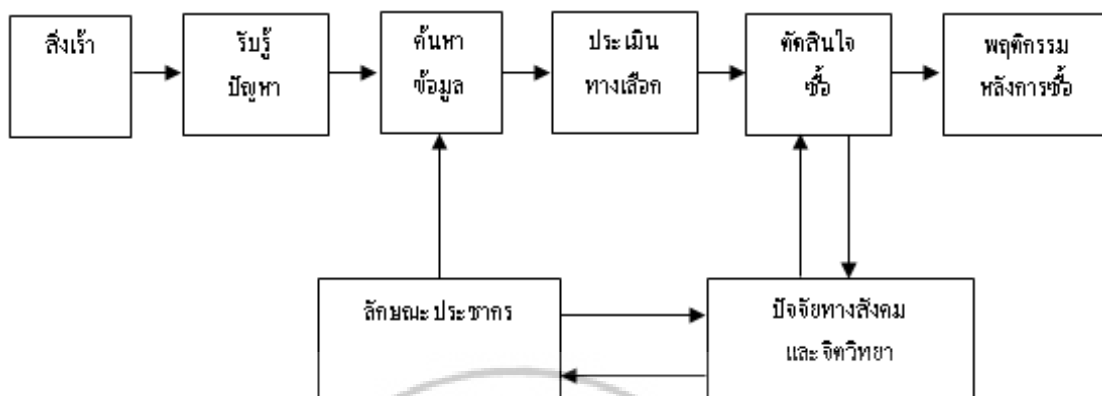 สิ่งเร้า
รับรู้
ปัญหา
ค้นหา
ข้อมูล
ประเมิน
ทางเลือก
ตัดสินใจ
ซื้อ
พฤติกรรม
หลังการซื้อ
ลักษณะประชากร
ปัจจัยทางสังคม
และจิตวิทยา